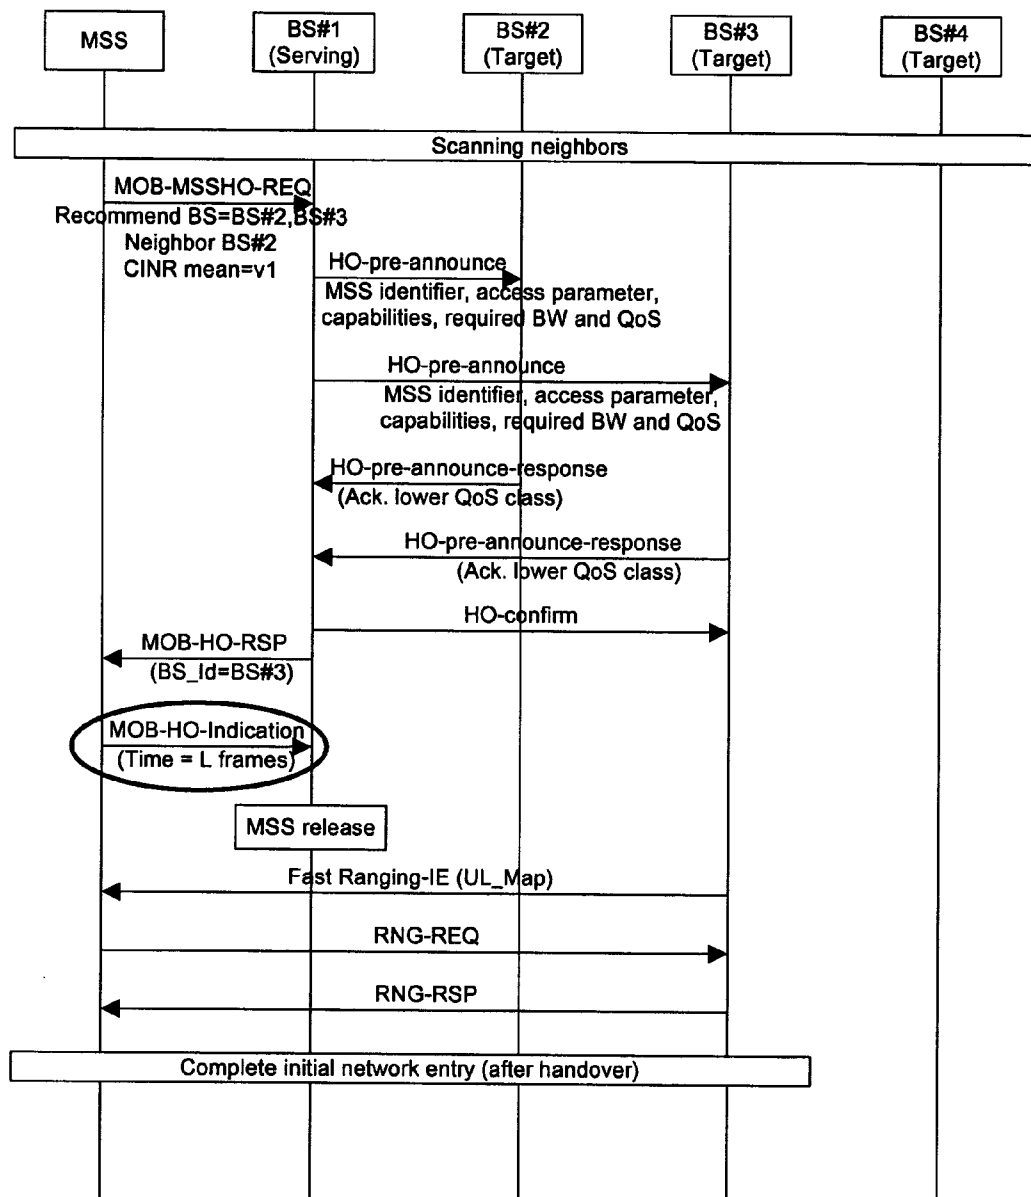 MSS
BS#1
(Serving)
BS#2
(Target)
BS#3
(Target)
BS#4
(Target)
Scanning neighbors
MOB-MSSHO-REQ
Recommend BS=BS#2,BS#3
Neighbor BS#2
CINR mean=v1
HO-pre-announce
MSS identifier, access parameter,
capabilities, required BW and QoS
HO-pre-announce
MSS identifier, access parameter,
capabilities, required BW and QoS
HO-pre-announce-response
(Ack. lower QoS class)
HO-pre-announce-response
(Ack. lower QoS class)
HO-confirm
MOB-HO-RSP
(BS_Id=BS#3)
MOB-HO-Indication
(Time = L frames)
MSS release
Fast Ranging-IE (UL_Map)
RNG-REQ
RNG-RSP
Complete initial network entry (after handover)